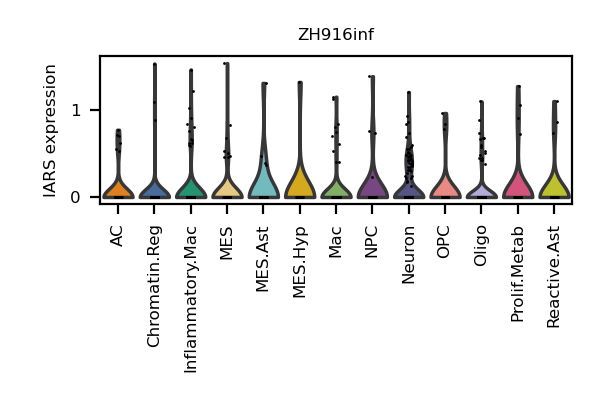 ZH916inf
IARS expression
1
0
AC
Chromatin.Reg
Inflammatory.Mac
MES
MES.Ast
MES.Hyp
Mac
NPC
Neuron
OPC
Oligo
Prolif.Metab
Reactive.Ast